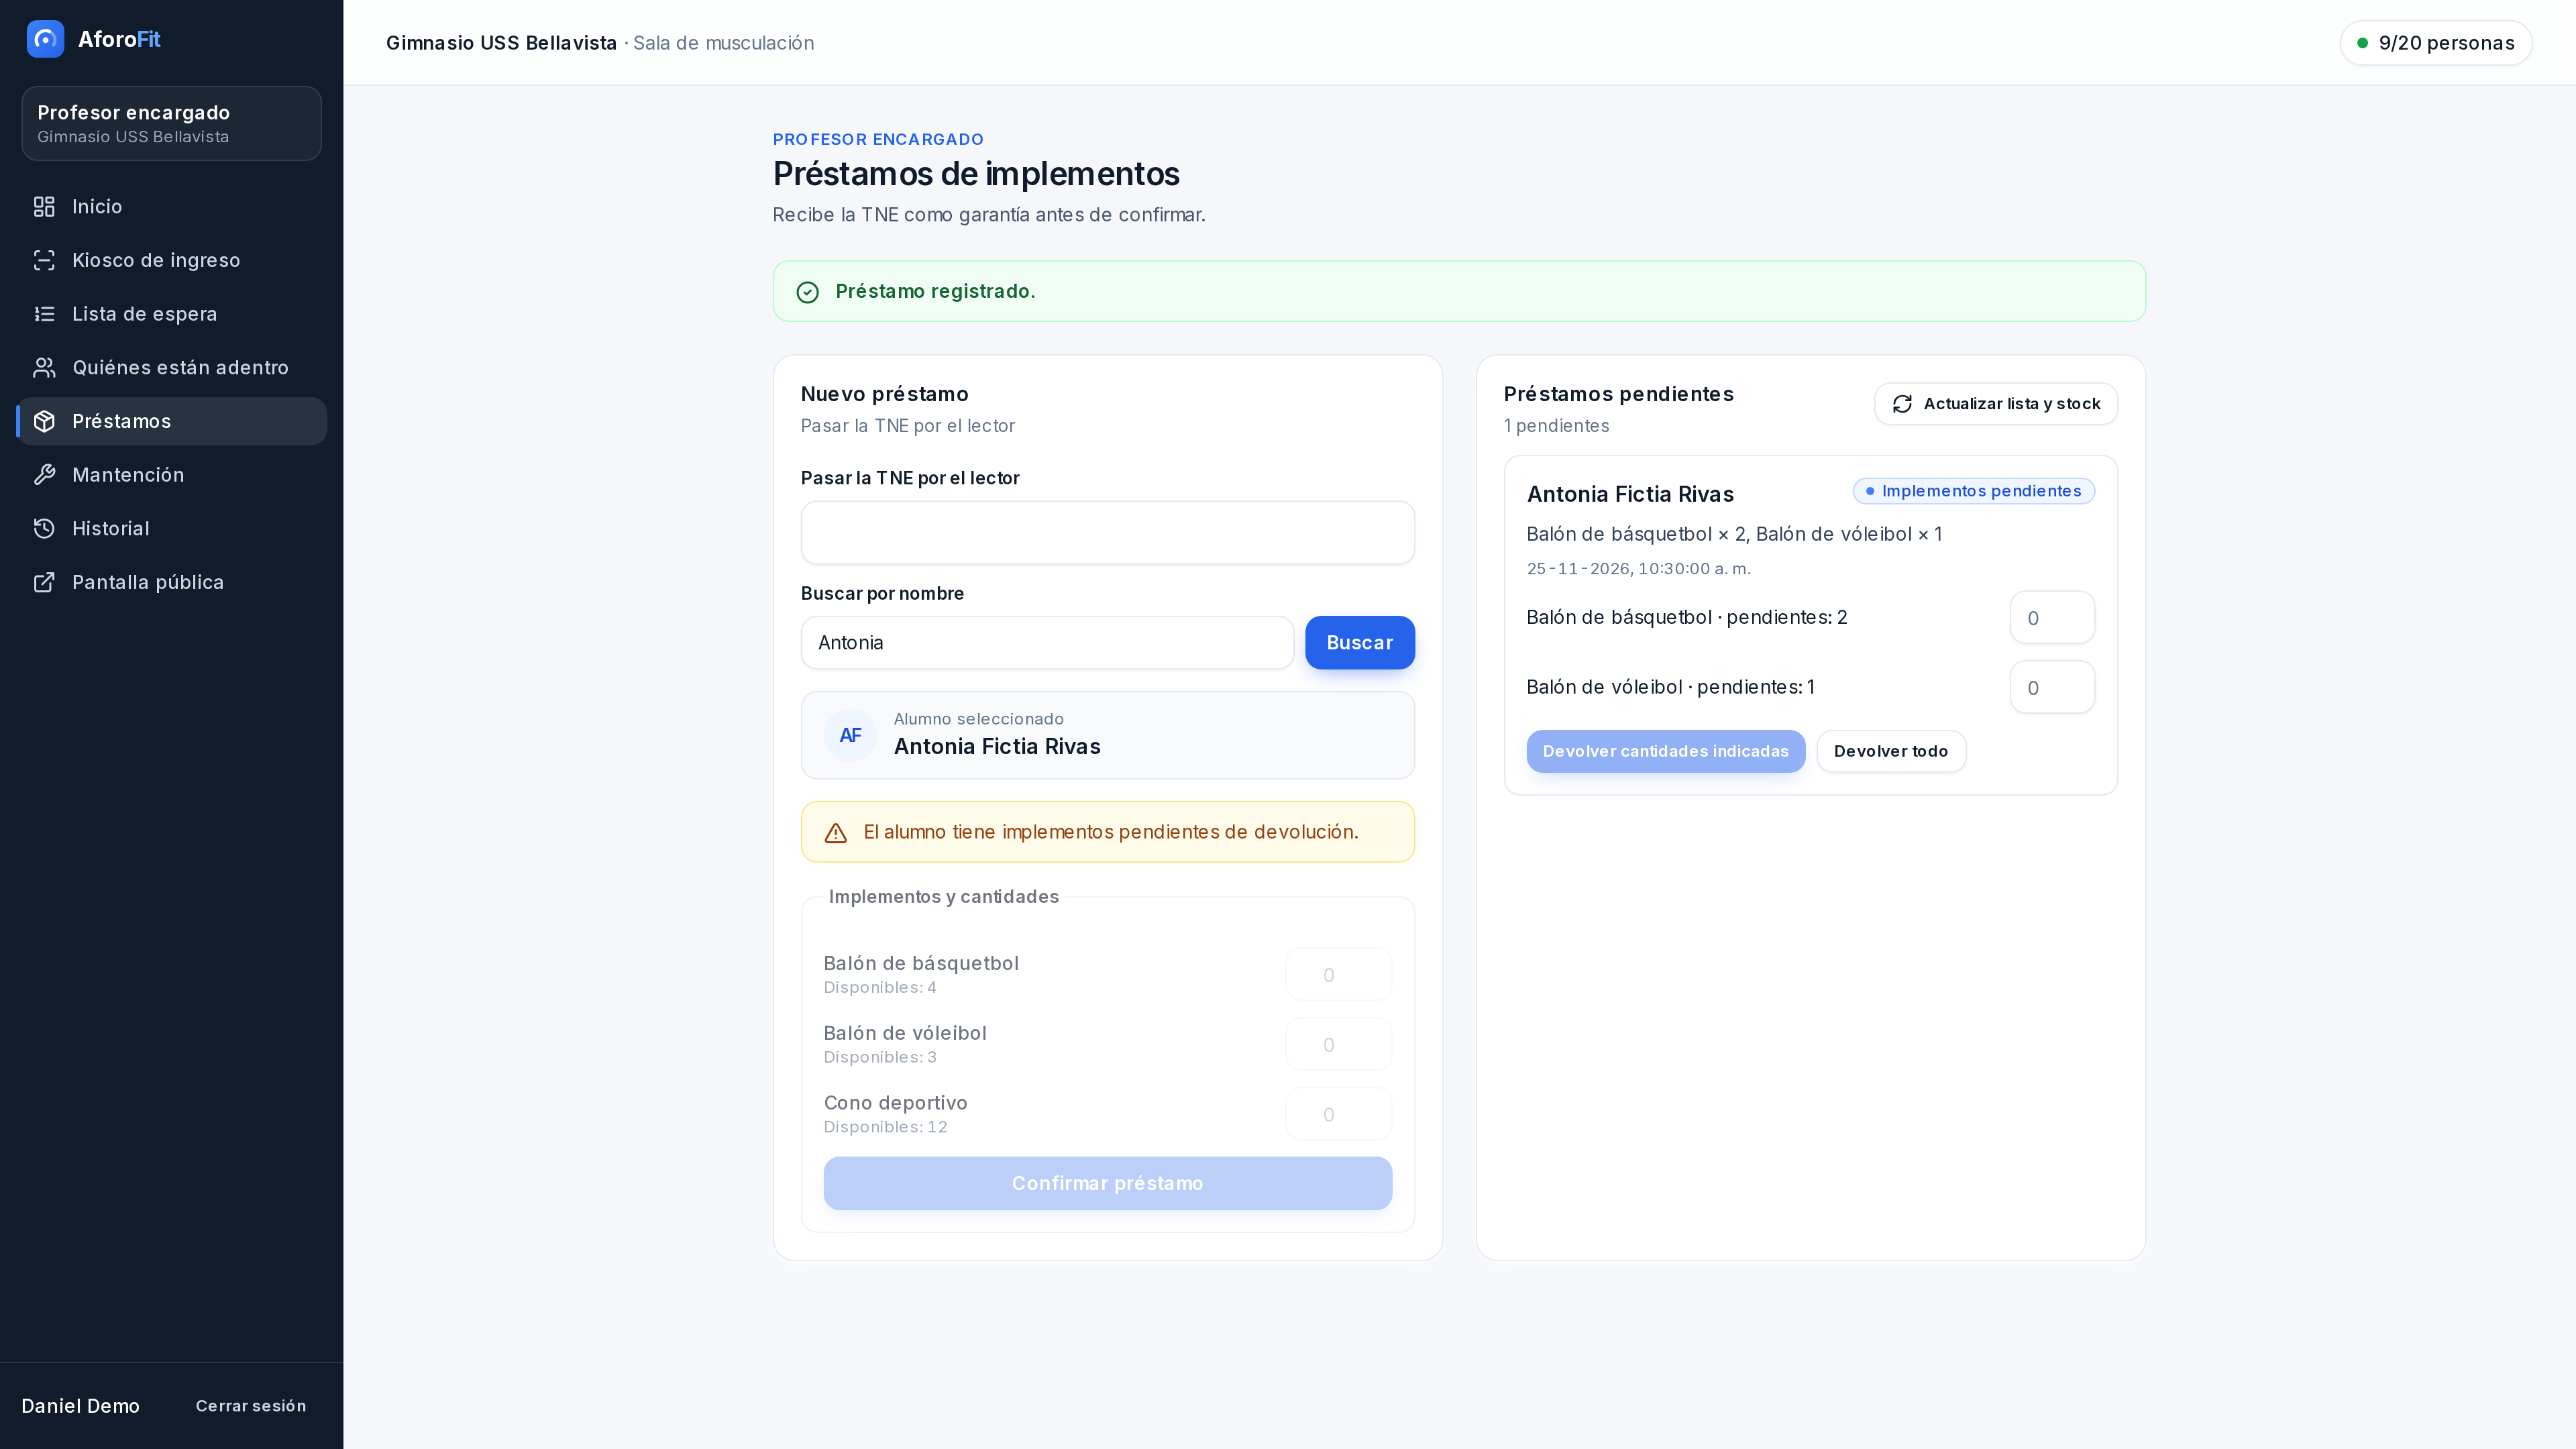 AforoFit
Profesor encargado
Gimnasio USS Bellavista
Inicio
Kiosco de ingreso
Lista de espera
Quiénes están adentro
Préstamos
Mantención
Historial
Pantalla pública
Daniel Demo
Cerrar sesión
Gimnasio USS Bellavista · Sala de musculación
9/20 personas
PROFESOR ENCARGADO
Préstamos de implementos
Recibe la TNE como garantía antes de confirmar.
Préstamo registrado.
Nuevo préstamo
Pasar la TNE por el lector
Pasar la TNE por el lector
Buscar por nombre
Antonia
Buscar
AF
Alumno seleccionado
Antonia Fictia Rivas
El alumno tiene implementos pendientes de devolución.
Implementos y cantidades
Balón de básquetbol
Disponibles: 4
0
Balón de vóleibol
Disponibles: 3
0
Cono deportivo
Disponibles: 12
0
Confirmar préstamo
Préstamos pendientes
1 pendientes
Actualizar lista y stock
Antonia Fictia Rivas
Implementos pendientes
Balón de básquetbol × 2, Balón de vóleibol × 1
25-11-2026, 10:30:00 a. m.
Balón de básquetbol · pendientes: 2
0
Balón de vóleibol · pendientes: 1
0
Devolver cantidades indicadas
Devolver todo